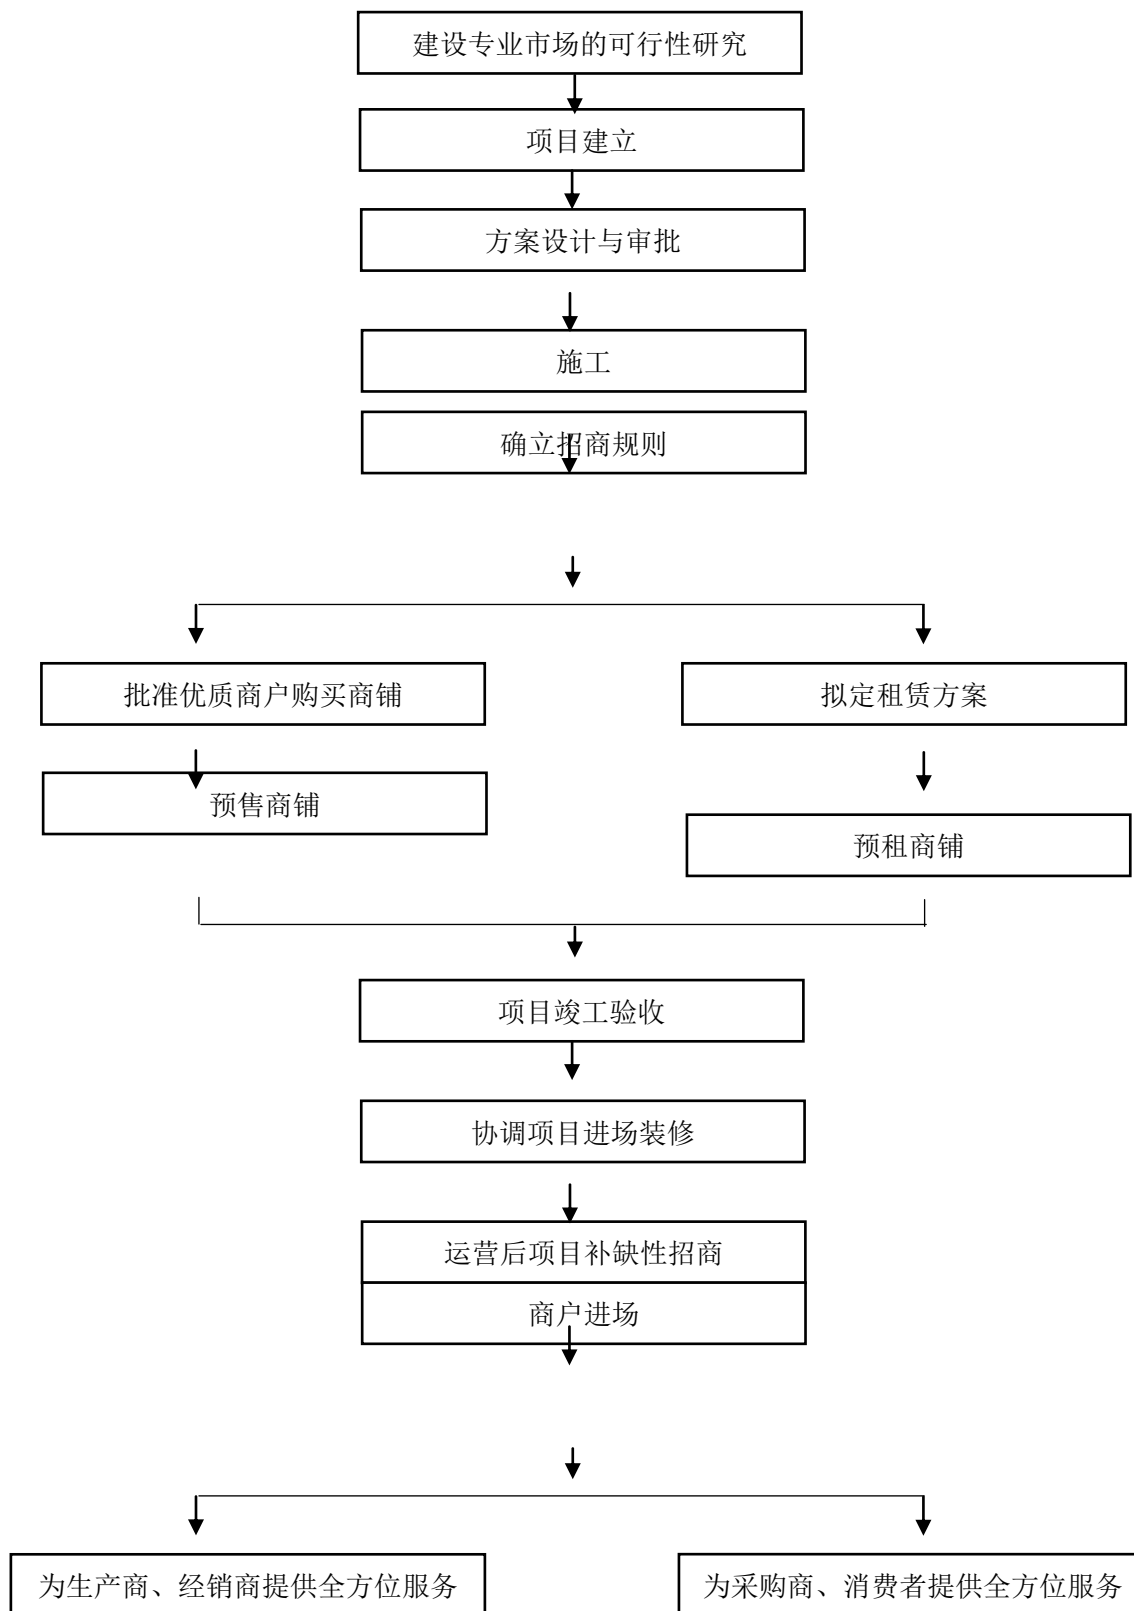 建设专业市场的可行性研究
项目建立
方案设计与审批
施工
确立招商规则
批准优质商户购买商铺
拟定租赁方案
预售商铺
预租商铺
项目竣工验收
协调项目进场装修
运营后项目补缺性招商
商户进场
为生产商、经销商提供全方位服务
为采购商、消费者提供全方位服务